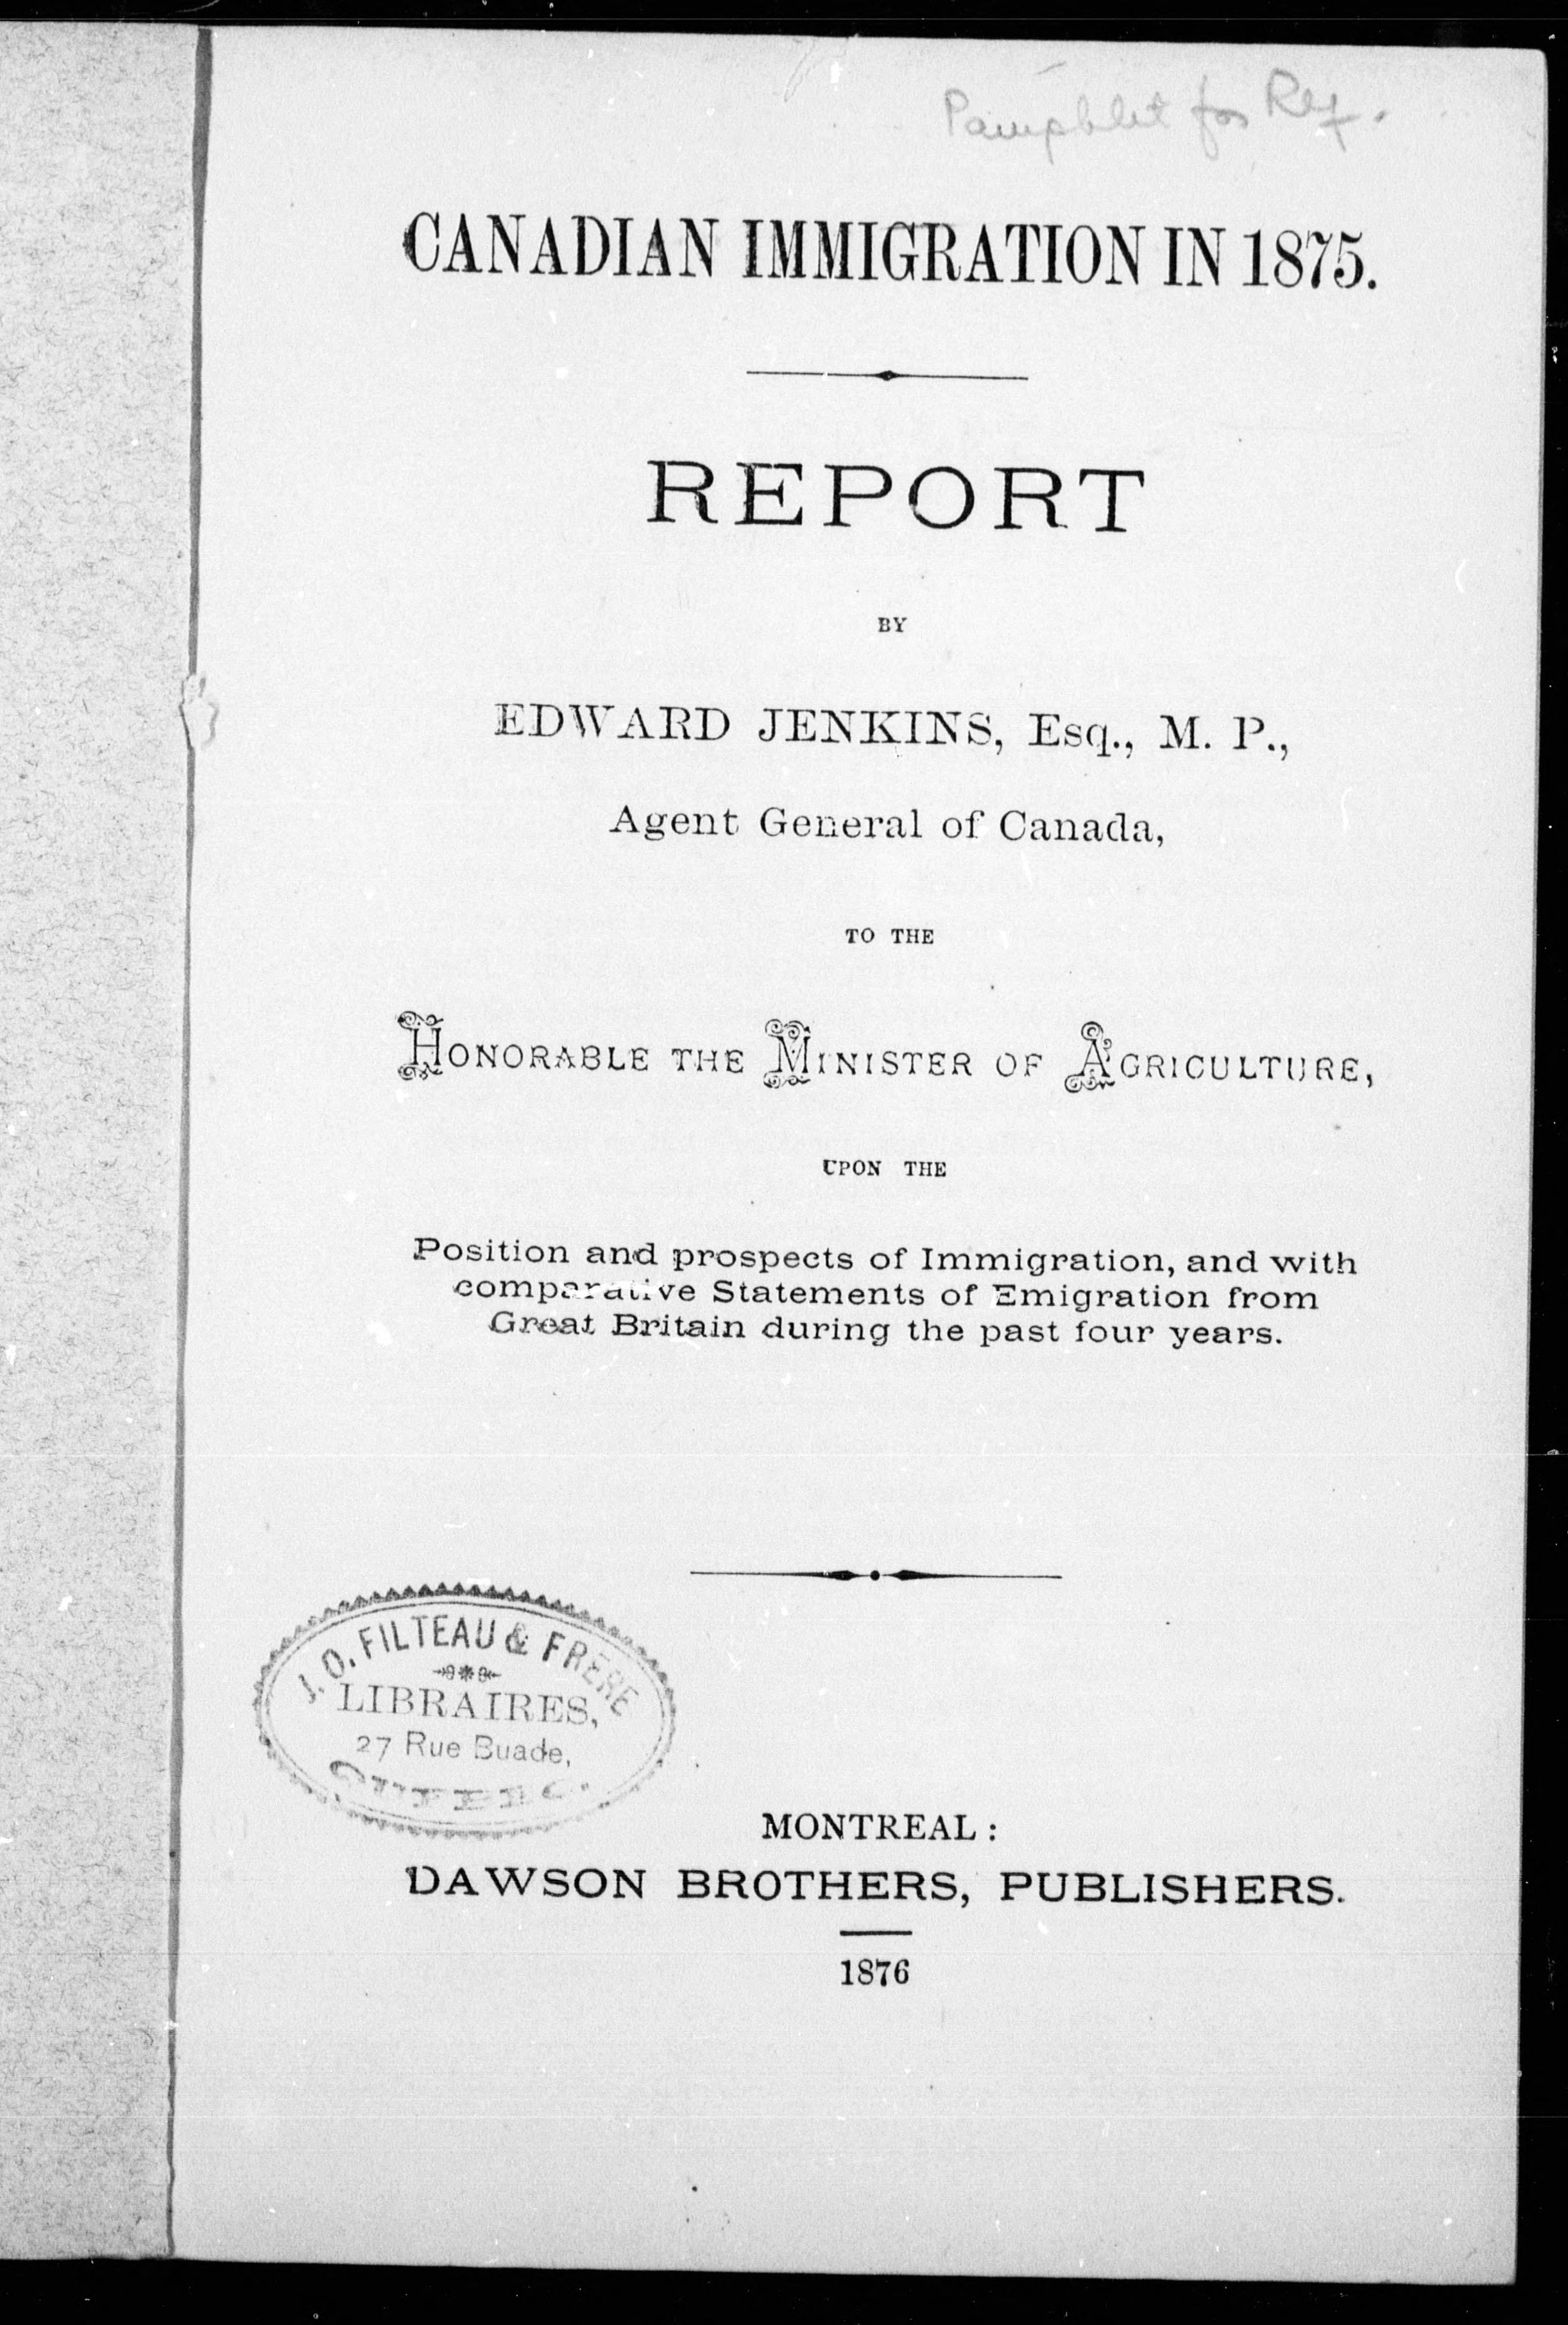 Pamphlet for Ref.
CANADIAN IMMIGRATION IN 1875.
REPORT
BY
EDWARD JENKINS, Esq., M. P.,
Agent General of Canada,
TO THE
HONORABLE THE MINISTER OF AGRICULTURE,
UPON THE
Position and prospects of Immigration, and with
comparative Statements of Emigration from
Great Britain during the past four years.
J. O. FILTEAU & FRERE
LIBRAIRES,
27 Rue Buade,
QUEBEC.
MONTREAL:
DAWSON BROTHERS, PUBLISHERS.
1876